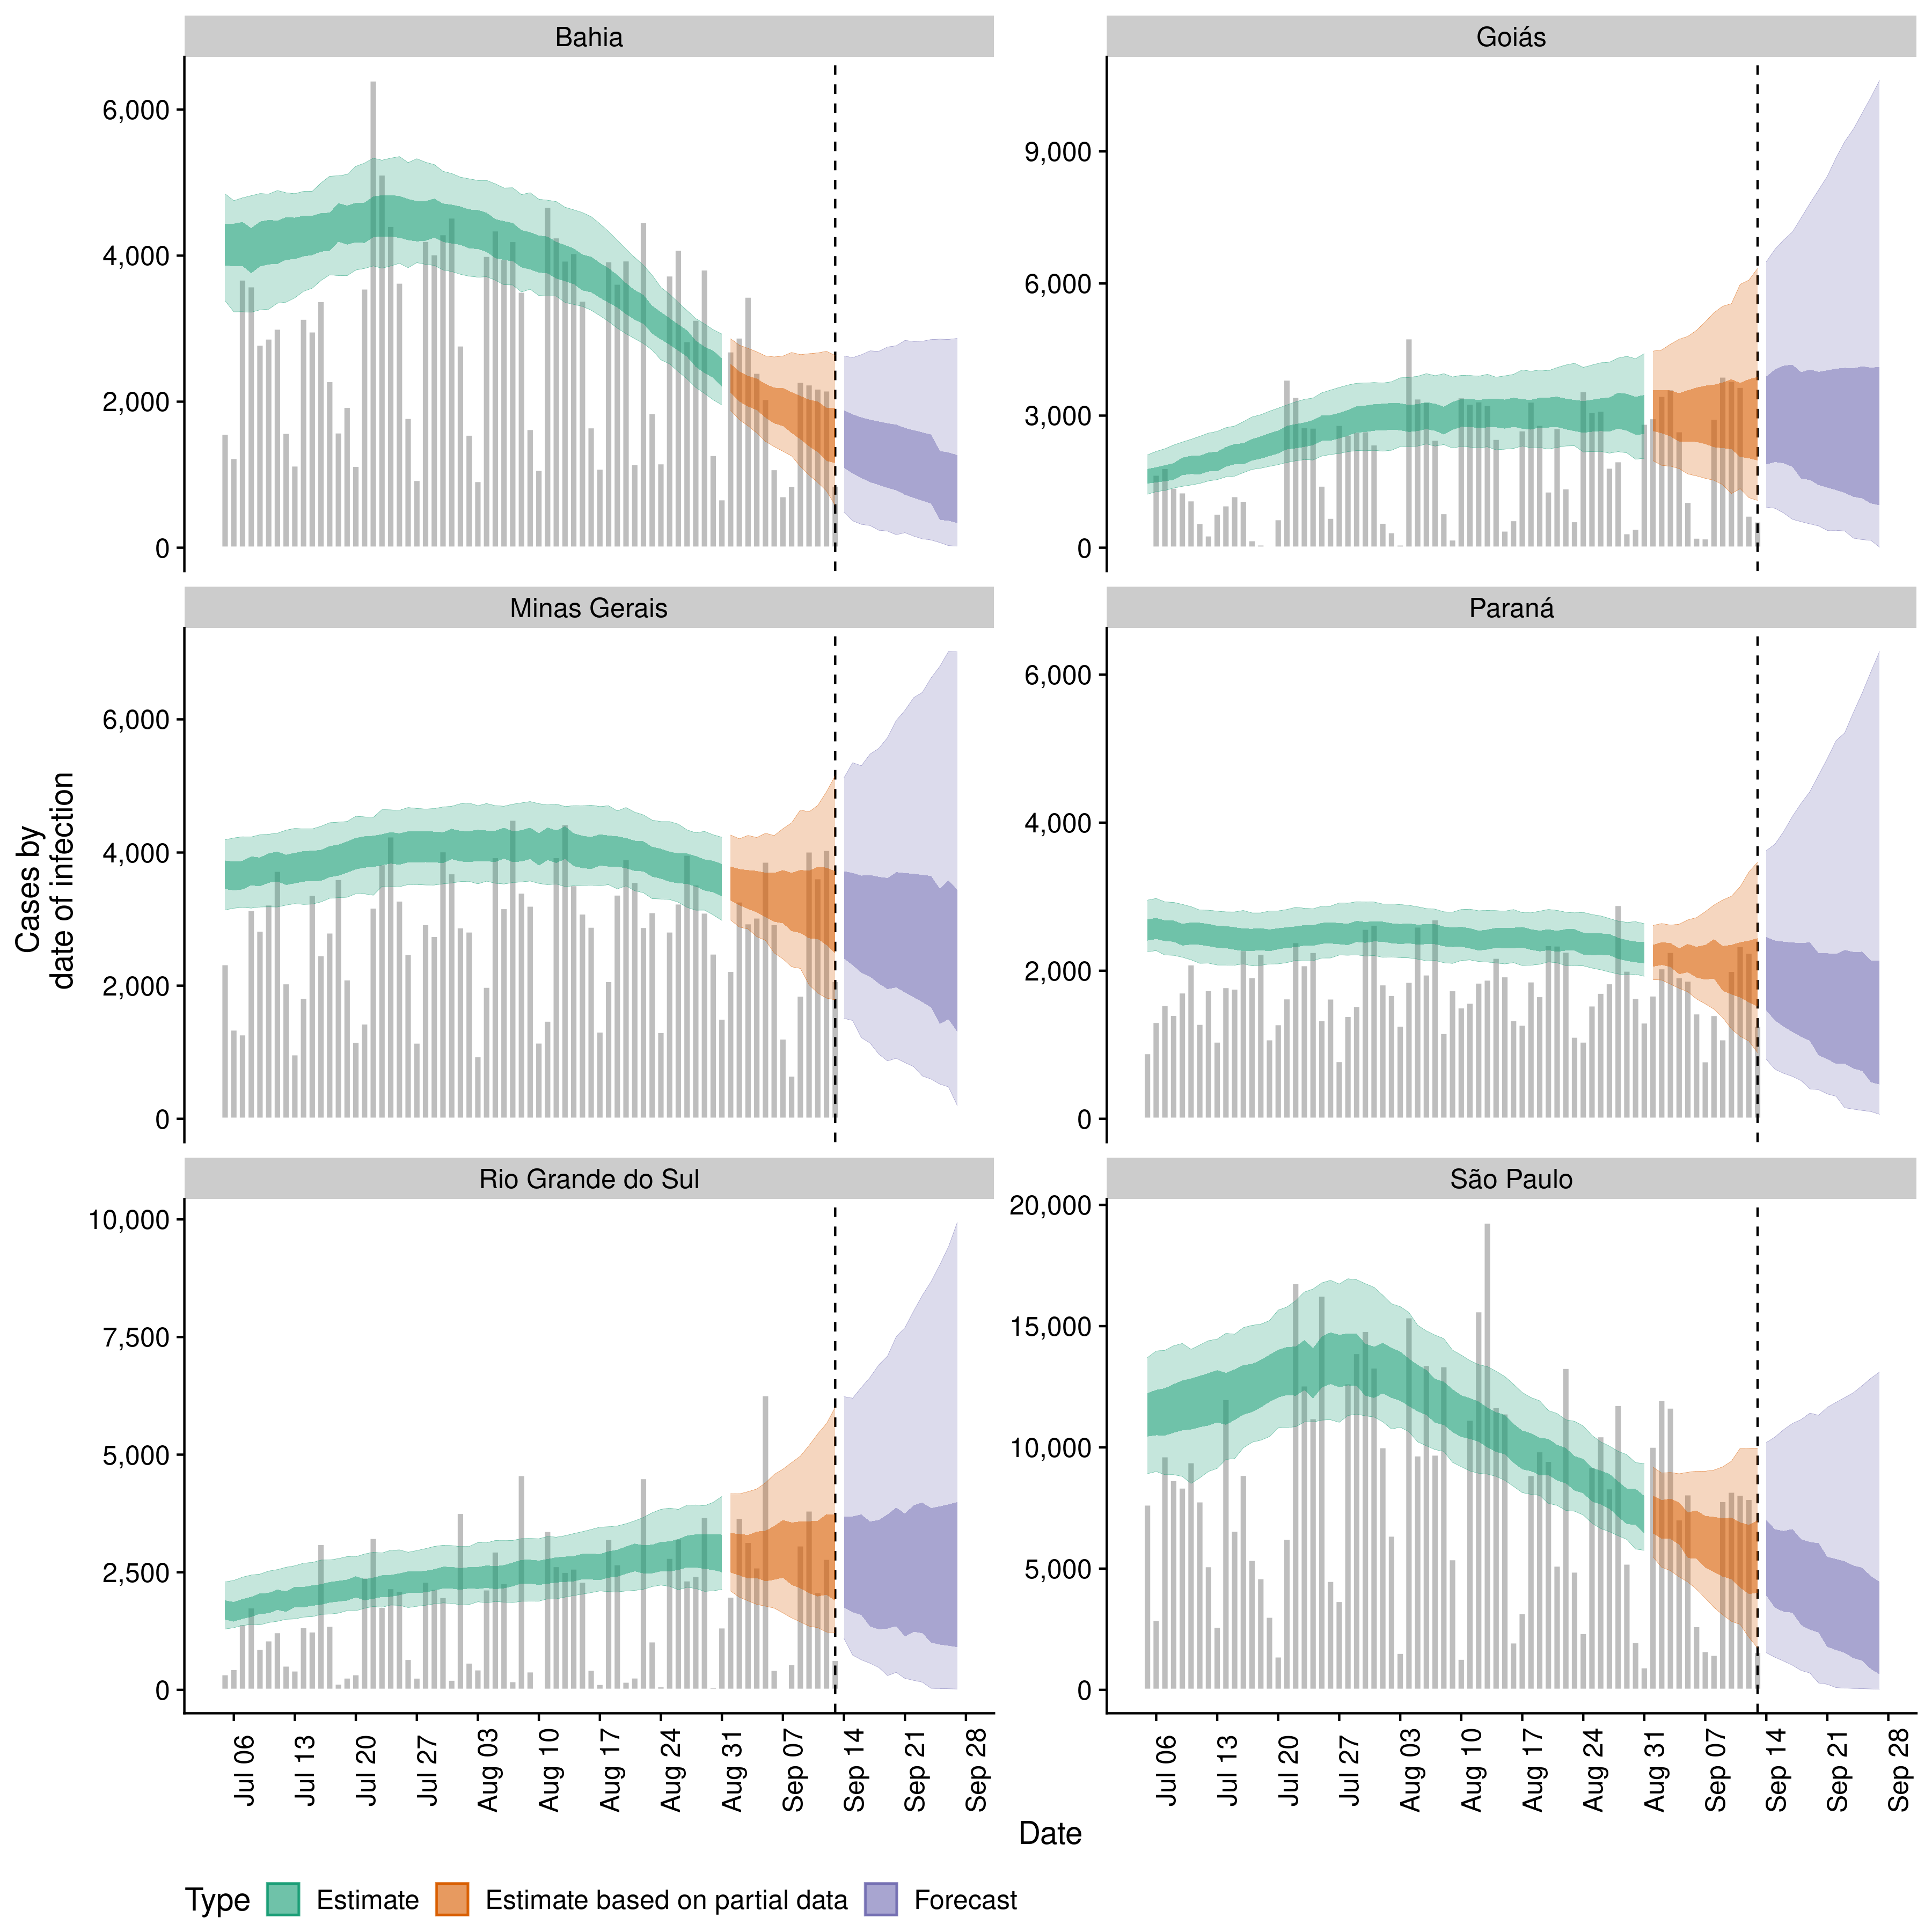 Bahia
Goiás
6,000
4,000
2,000
0
9,000
6,000
3,000
0
Minas Gerais
Paraná
6,000
4,000
2,000
0
6,000
4,000
2,000
0
Rio Grande do Sul
São Paulo
10,000
7,500
5,000
2,500
0
20,000
15,000
10,000
5,000
0
Cases by
date of infection
Jul 06
Jul 13
Jul 20
Jul 27
Aug 03
Aug 10
Aug 17
Aug 24
Aug 31
Sep 07
Sep 14
Sep 21
Sep 28
Jul 06
Jul 13
Jul 20
Jul 27
Aug 03
Aug 10
Aug 17
Aug 24
Aug 31
Sep 07
Sep 14
Sep 21
Sep 28
Date
Type Estimate Estimate based on partial data Forecast